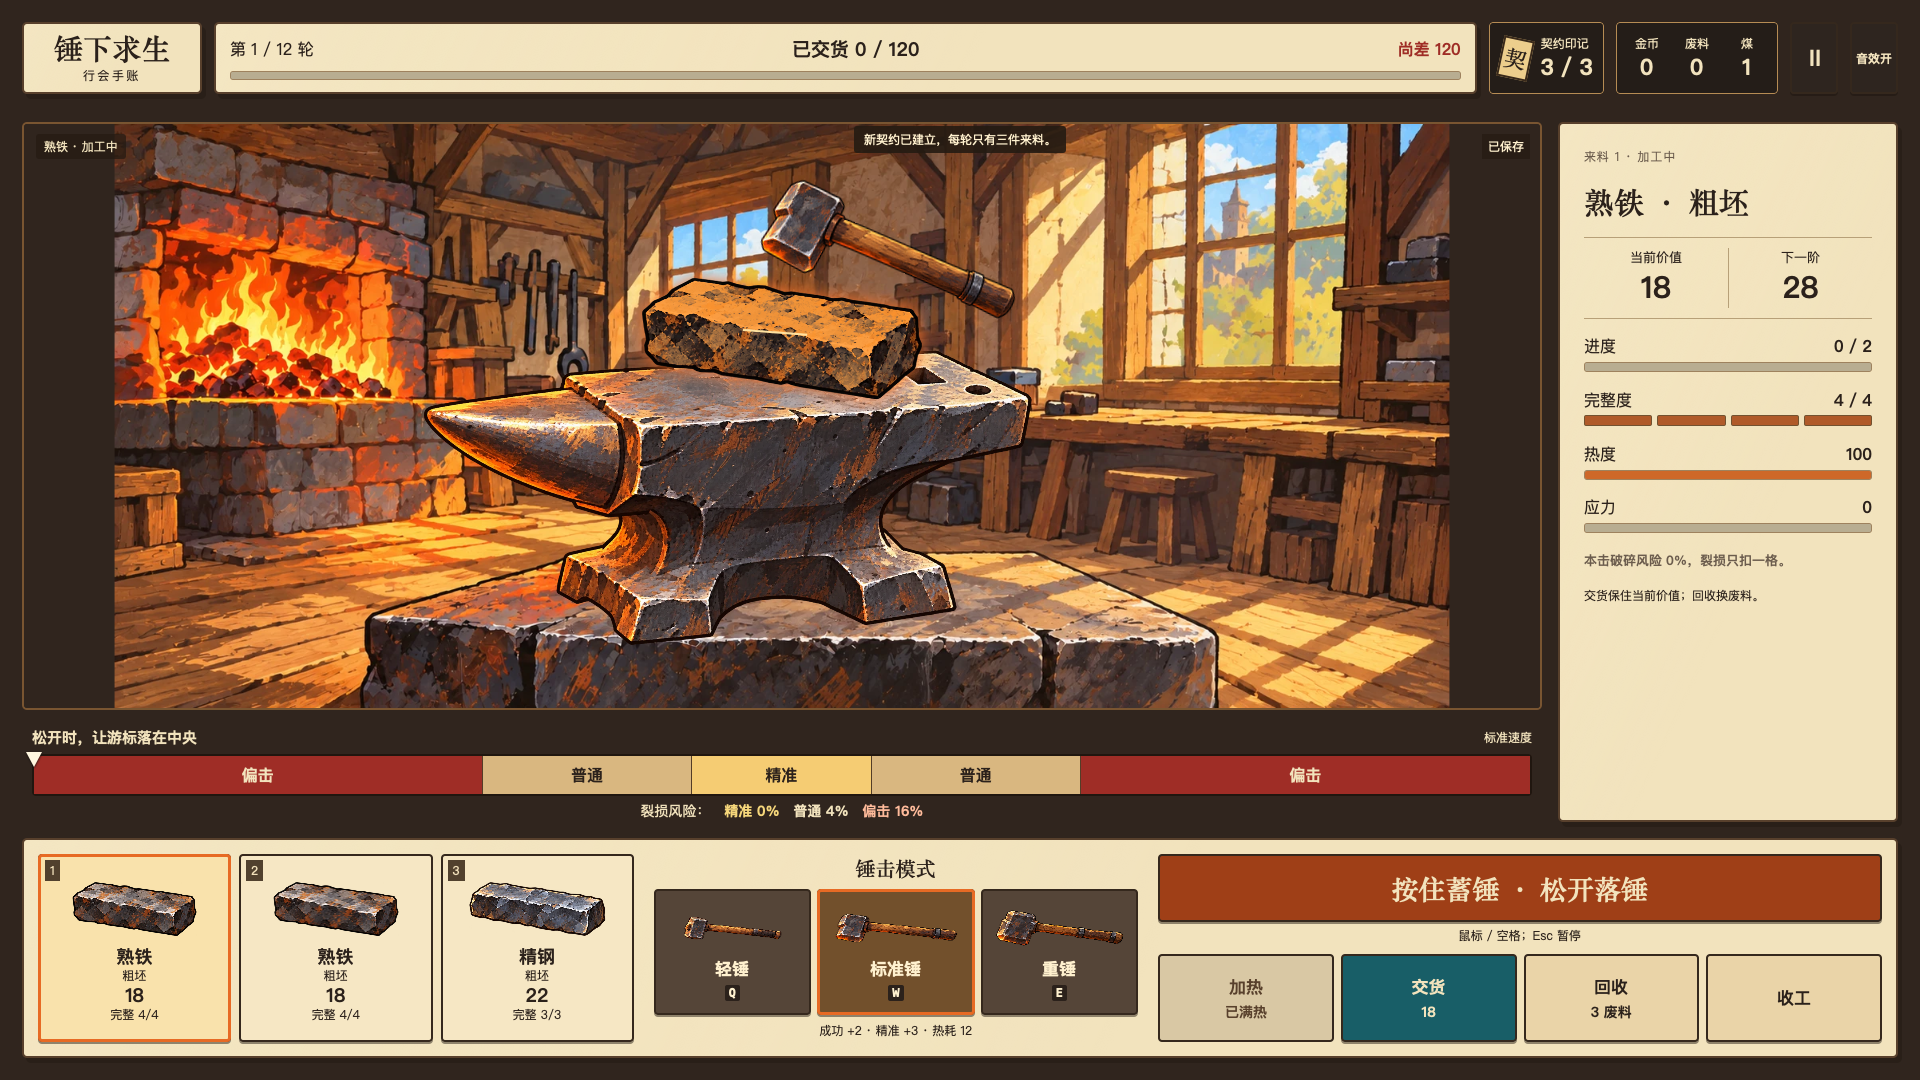 锤下求生
行会手账
第 1 / 12 轮
已交货 0 / 120
尚差 120
契
契约印记
3 / 3
金币 废料 煤
0 0 1
音效开
熟铁 · 加工中
新契约已建立，每轮只有三件来料。
已保存
来料 1 · 加工中
熟铁 · 粗坯
当前价值 下一阶
18 28
进度 0 / 2
完整度 4 / 4
热度 100
应力 0
本击破碎风险 0%，裂损只扣一格。
交货保住当前价值；回收换废料。
松开时，让游标落在中央
标准速度
偏击 普通 精准 普通 偏击
裂损风险： 精准 0% 普通 4% 偏击 16%
1
熟铁
粗坯
18
完整 4/4
2
熟铁
粗坯
18
完整 4/4
3
精钢
粗坯
22
完整 3/3
锤击模式
轻锤
Q
标准锤
W
重锤
E
成功 +2 · 精准 +3 · 热耗 12
按住蓄锤 · 松开落锤
鼠标 / 空格；Esc 暂停
加热
已满热
交货
18
回收
3 废料
收工